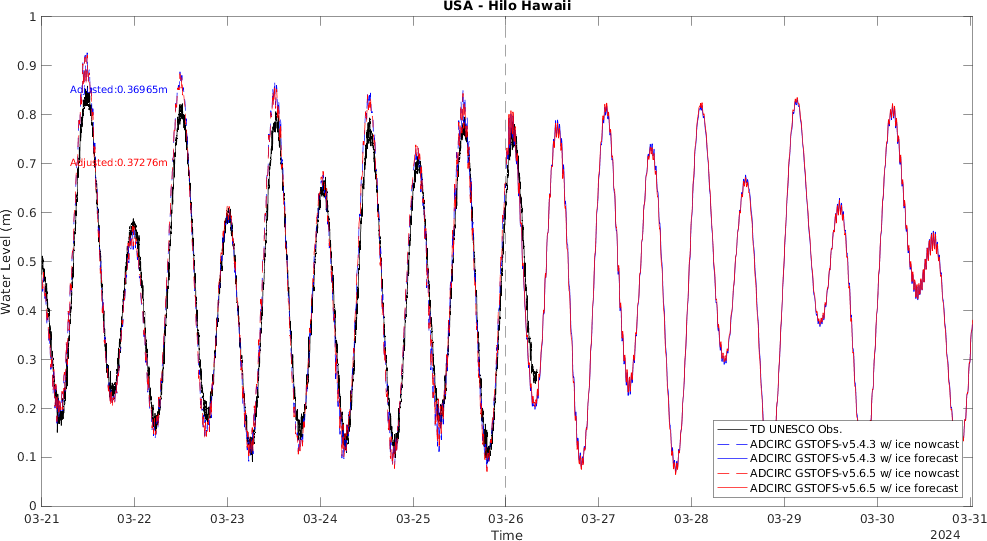 USA - Hilo Hawaii
1
0.9
0.8
0.7
0.6
0.5
0.4
0.3
0.2
0.1
0
Water Level (m)
Adjusted:0.36965m
Adjusted:0.37276m
TD UNESCO Obs.
ADCIRC GSTOFS-v5.4.3 w/ ice nowcast
ADCIRC GSTOFS-v5.4.3 w/ ice forecast
ADCIRC GSTOFS-v5.6.5 w/ ice nowcast
ADCIRC GSTOFS-v5.6.5 w/ ice forecast
03-21 03-22 03-23 03-24 03-25 03-26 03-27 03-28 03-29 03-30 03-31
Time
2024